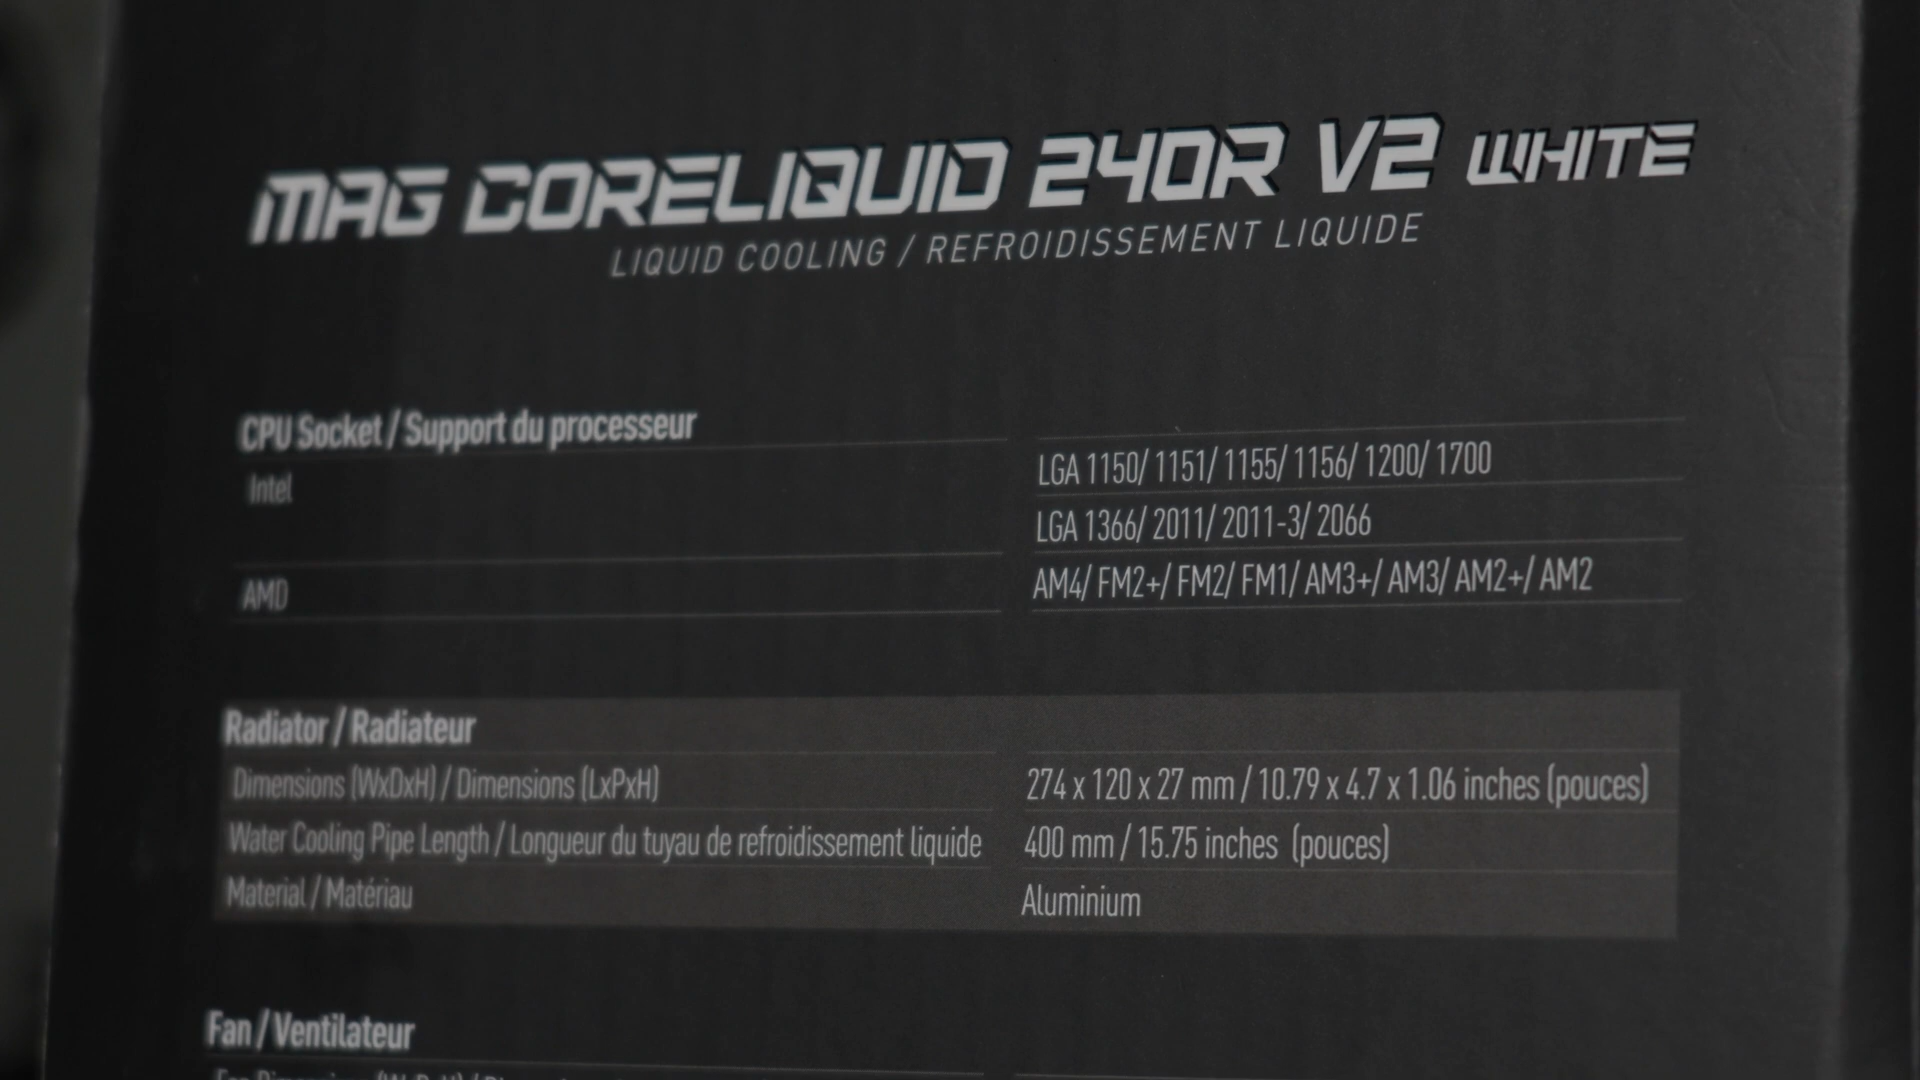 MAG CORELIQUID 240R V2 WHITE
LIQUID COOLING / REFROIDISSEMENT LIQUIDE
CPU Socket / Support du processeur
Intel
LGA 1150/ 1151/ 1155/ 1156/ 1200/ 1700
LGA 1366/ 2011/ 2011-3/ 2066
AMD
AM4/ FM2+/ FM2/ FM1/ AM3+/ AM3/ AM2+/ AM2
Radiator / Radiateur
Dimensions (WxDxH) / Dimensions (LxPxH)
274 x 120 x 27 mm / 10.79 x 4.7 x 1.06 inches (pouces)
Water Cooling Pipe Length / Longueur du tuyau de refroidissement liquide
400 mm / 15.75 inches (pouces)
Material / Matériau
Aluminium
Fan / Ventilateur